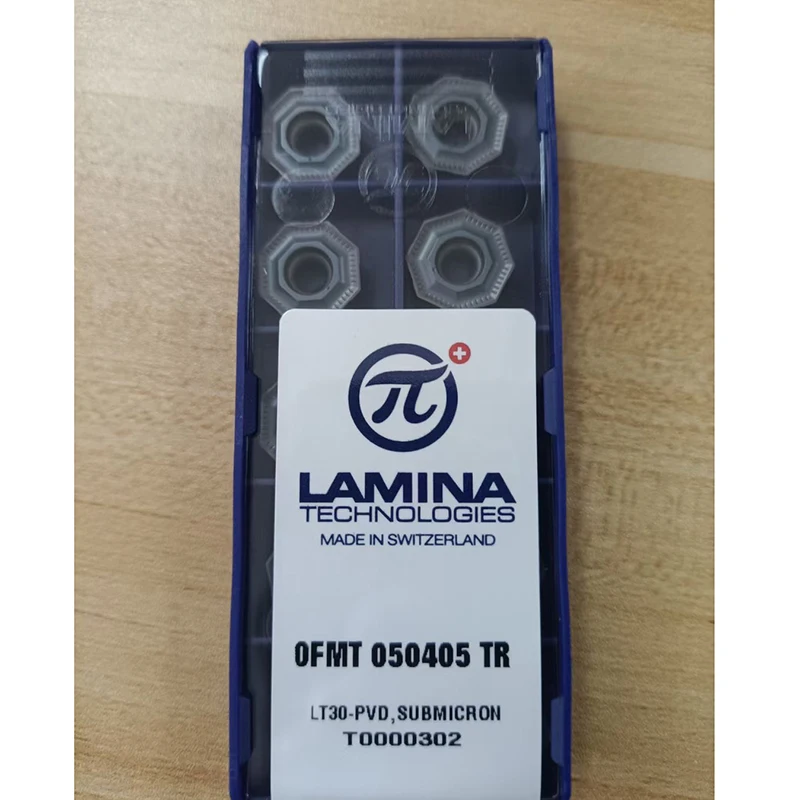 π
LAMINA
TECHNOLOGIES
MADE IN SWITZERLAND
OFMT 050405 TR
LT30-PVD,SUBMICRON
T0000302